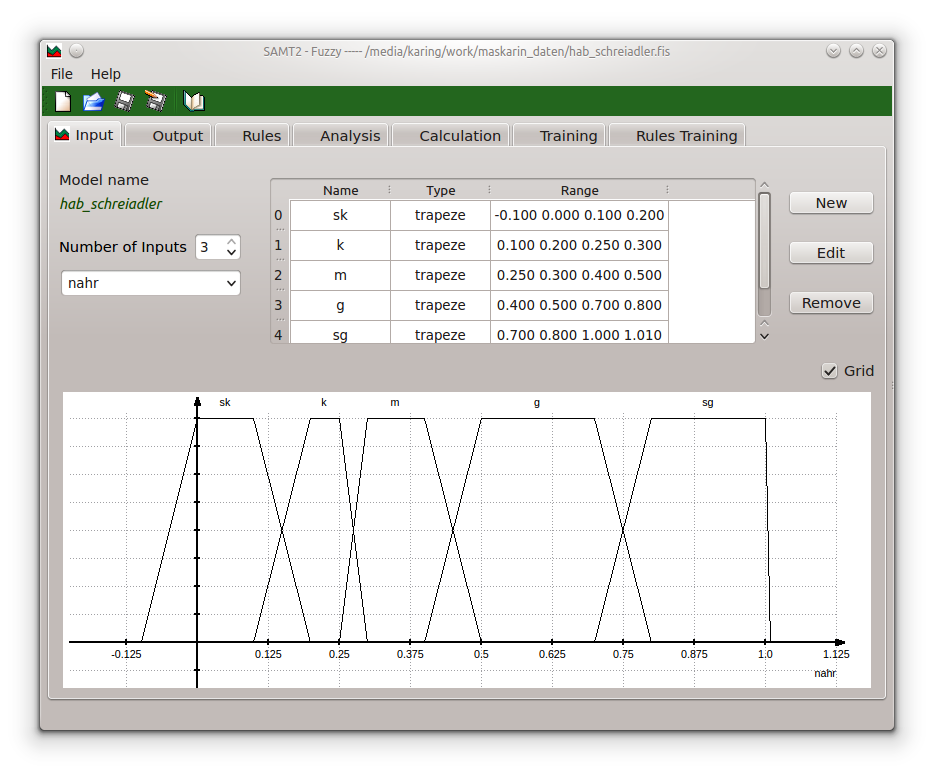 SAMT2 - Fuzzy ----- /media/karing/work/maskarin_daten/hab_schreiadler.fis
File Help
Input Output Rules Analysis Calculation Training Rules Training
Model name
hab_schreiadler
Number of Inputs 3
nahr
Name Type Range
0 sk trapeze -0.100 0.000 0.100 0.200
1 k trapeze 0.100 0.200 0.250 0.300
2 m trapeze 0.250 0.300 0.400 0.500
3 g trapeze 0.400 0.500 0.700 0.800
4 sg trapeze 0.700 0.800 1.000 1.010
New
Edit
Remove
Grid
sk k m g sg
-0.125 0.125 0.25 0.375 0.5 0.625 0.75 0.875 1.0 1.125
nahr